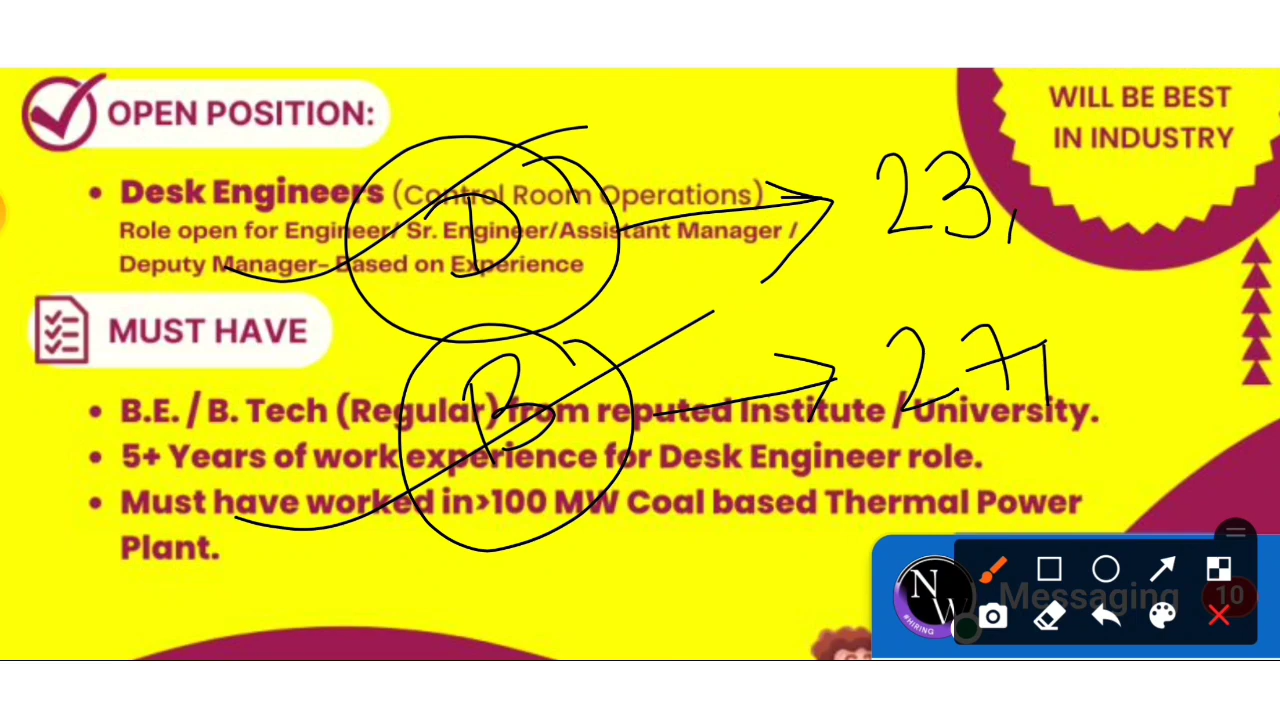 WILL BE BEST
IN INDUSTRY
OPEN POSITION:
• Desk Engineers (Control Room Operations)
Role open for Engineer/ Sr. Engineer/Assistant Manager /
Deputy Manager– Based on Experience
D
23,
MUST HAVE
B
27,
• B.E. / B. Tech (Regular) from reputed Institute / University.
• 5+ Years of work experience for Desk Engineer role.
• Must have worked in>100 MW Coal based Thermal Power
Plant.
NW
#HIRING
Messaging
10